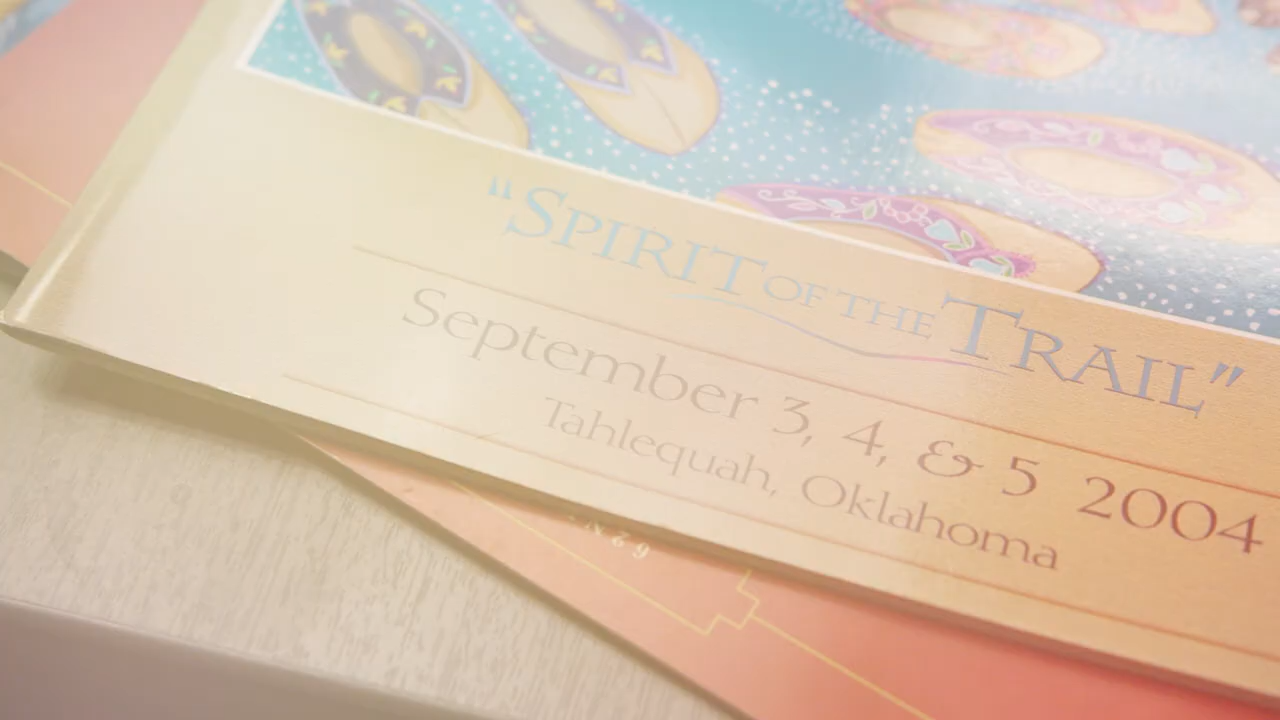 "SPIRIT OF THE TRAIL"
September 3, 4, & 5 2004
Tahlequah, Oklahoma